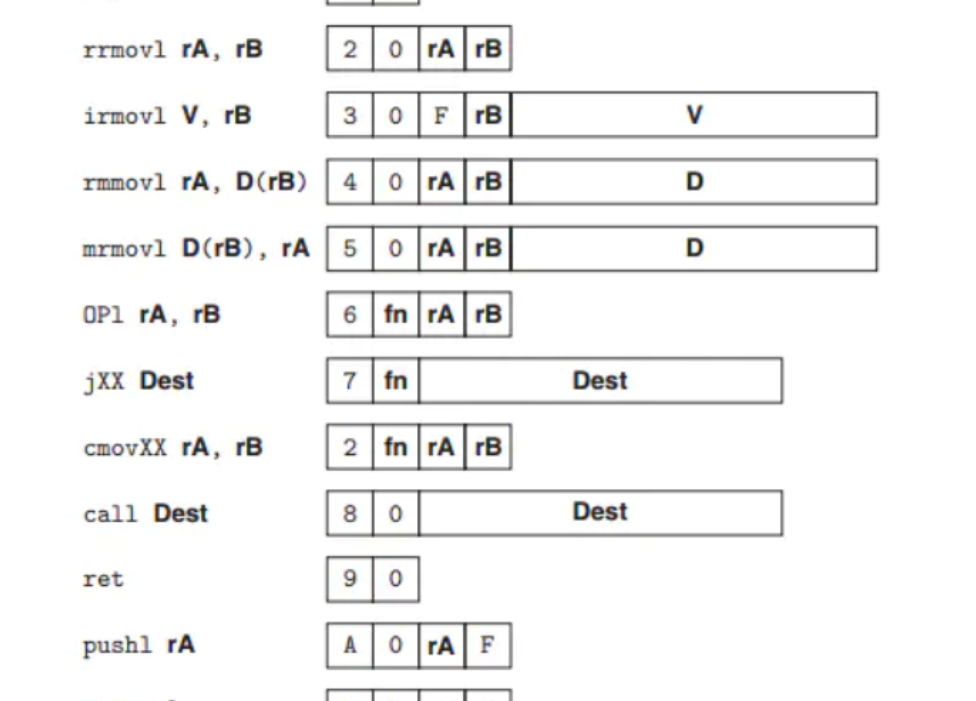 rrmovl rA, rB 2 0 rA rB
irmovl V, rB 3 0 F rB V
rmmovl rA, D(rB) 4 0 rA rB D
mrmovl D(rB), rA 5 0 rA rB D
OPl rA, rB 6 fn rA rB
jXX Dest 7 fn Dest
cmovXX rA, rB 2 fn rA rB
call Dest 8 0 Dest
ret 9 0
pushl rA A 0 rA F